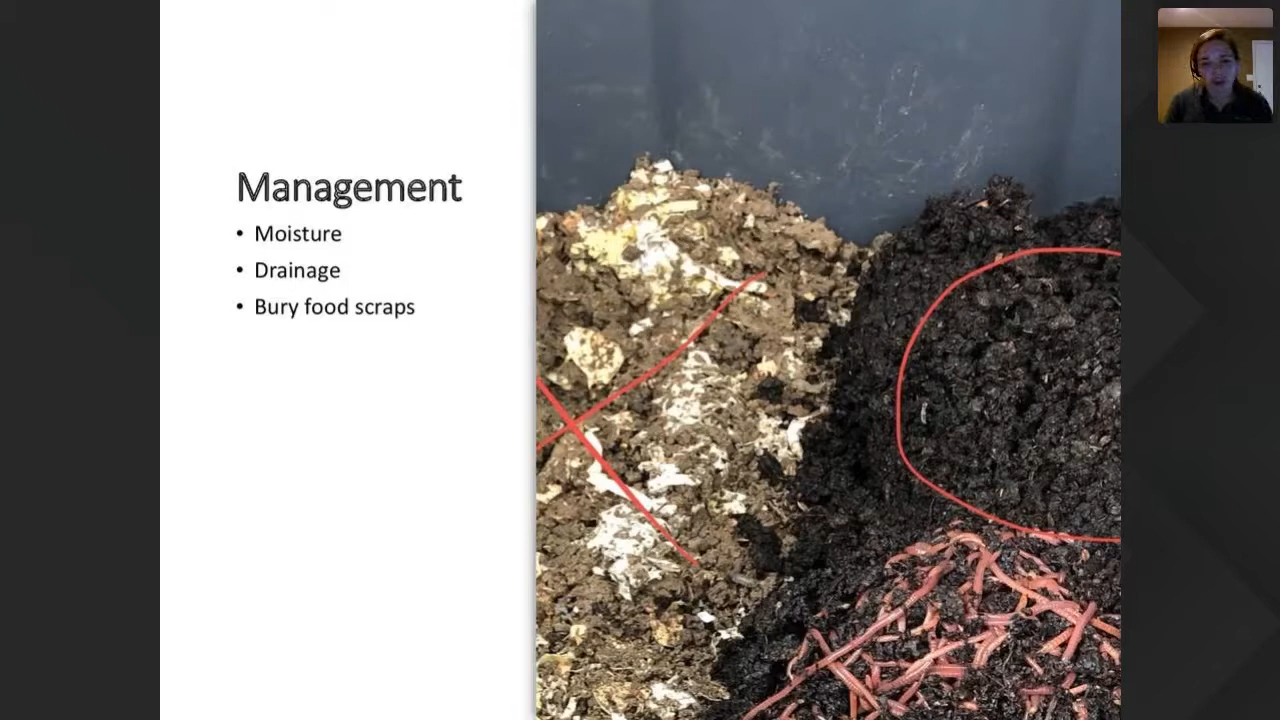 Management
• Moisture
• Drainage
• Bury food scraps